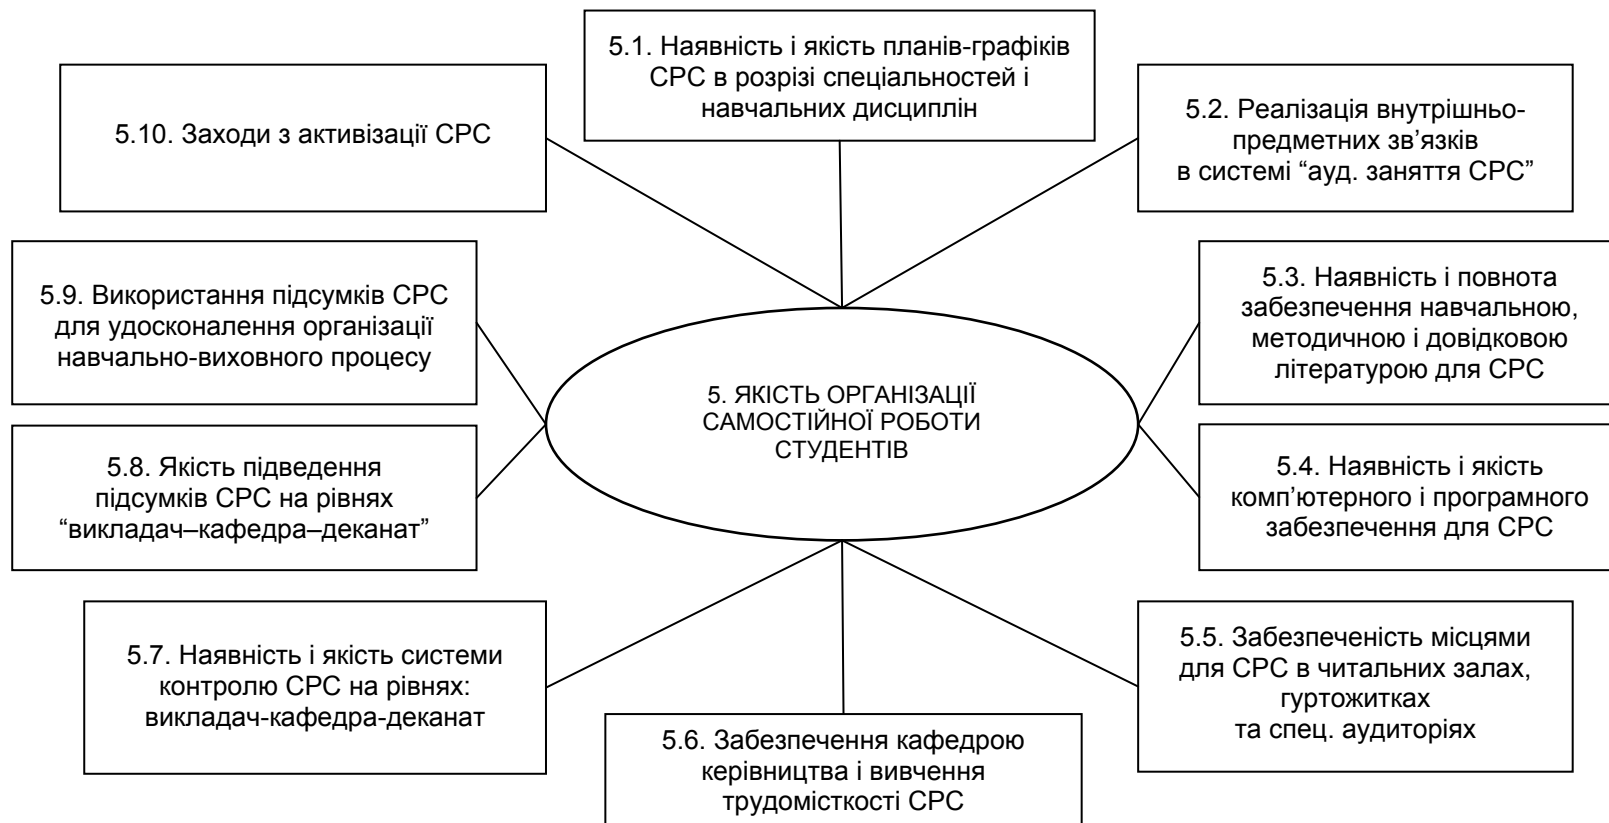 5.1. Наявність і якість планів-графіків
СРС в розрізі спеціальностей і
навчальних дисциплін
5.10. Заходи з активізації СРС
5.2. Реалізація внутрішньо-
предметних зв’язків
в системі “ауд. заняття СРС”
5.9. Використання підсумків СРС
для удосконалення організації
навчально-виховного процесу
5.3. Наявність і повнота
забезпечення навчальною,
методичною і довідковою
літературою для СРС
5. ЯКІСТЬ ОРГАНІЗАЦІЇ
САМОСТІЙНОЇ РОБОТИ
СТУДЕНТІВ
5.8. Якість підведення
підсумків СРС на рівнях
“викладач–кафедра–деканат”
5.4. Наявність і якість
комп’ютерного і програмного
забезпечення для СРС
5.7. Наявність і якість системи
контролю СРС на рівнях:
викладач-кафедра-деканат
5.5. Забезпеченість місцями
для СРС в читальних залах,
гуртожитках
та спец. аудиторіях
5.6. Забезпечення кафедрою
керівництва і вивчення
трудомісткості СРС